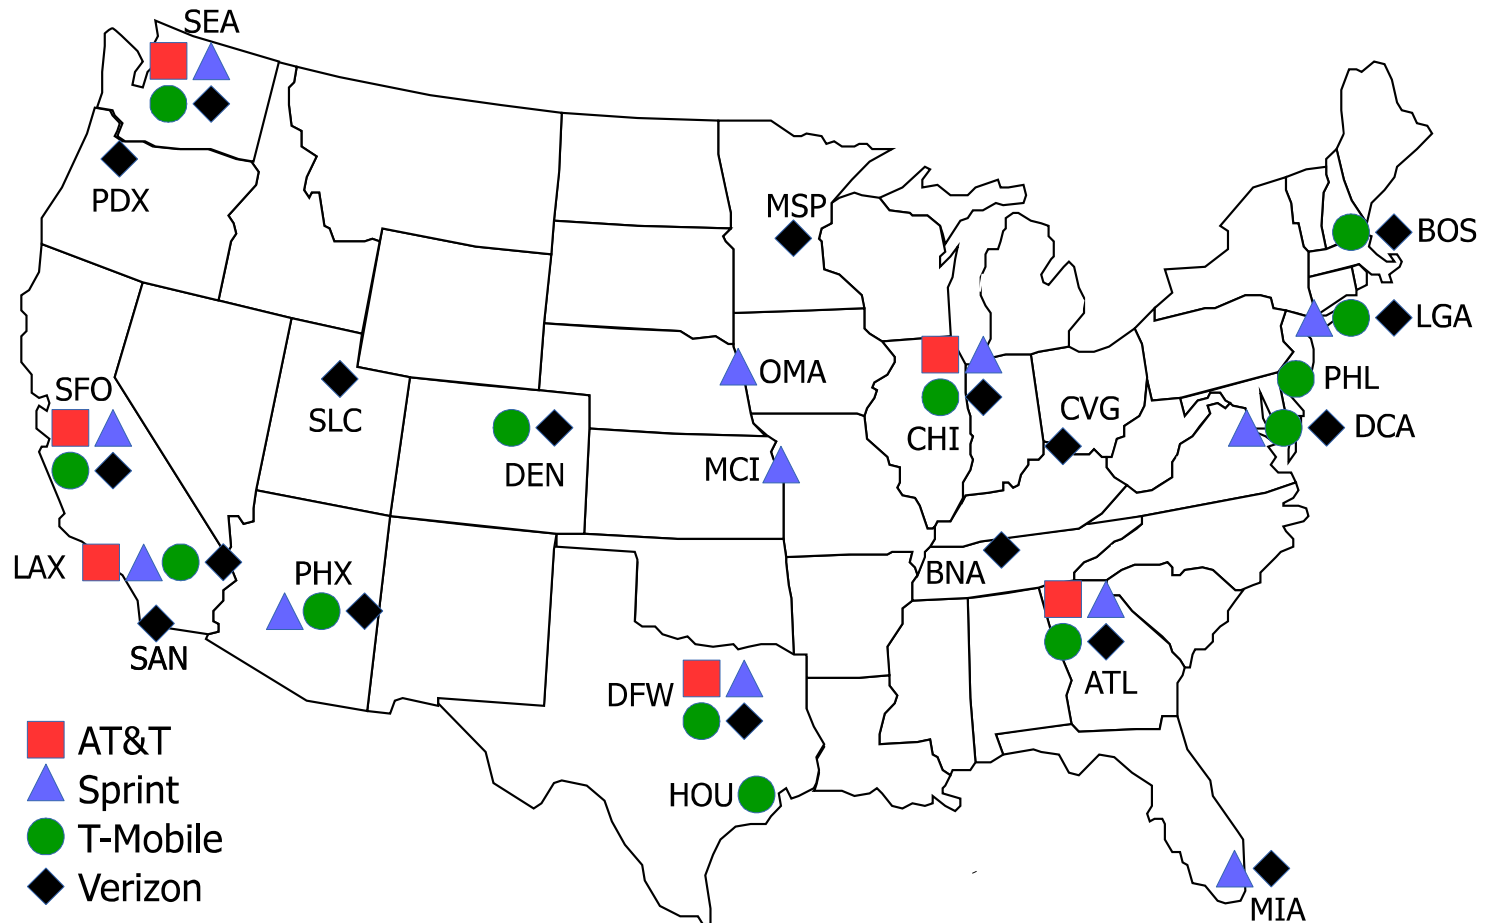 SEA
PDX
MSP
BOS
LGA
OMA
PHL
SFO
SLC
CVG
DCA
CHI
DEN
MCI
LAX
PHX
BNA
SAN
ATL
DFW
AT&T
Sprint
HOU
T-Mobile
Verizon
MIA